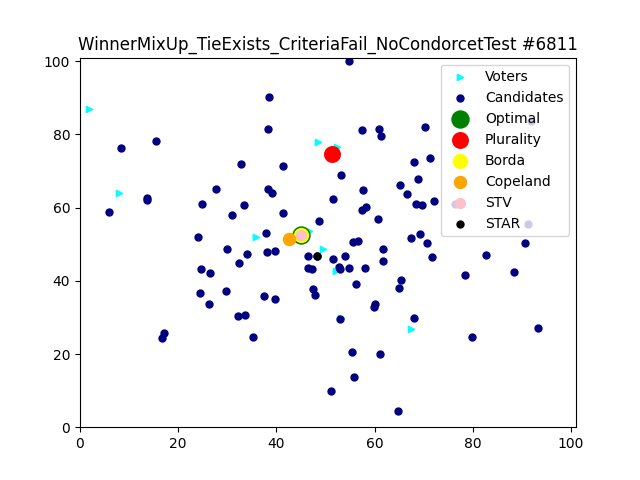 WinnerMixUp_TieExists_CriteriaFail_NoCondorcetTest #6811
100
80
60
40
20
0
0 20 40 60 80 100
Voters
Candidates
Optimal
Plurality
Borda
Copeland
STV
STAR